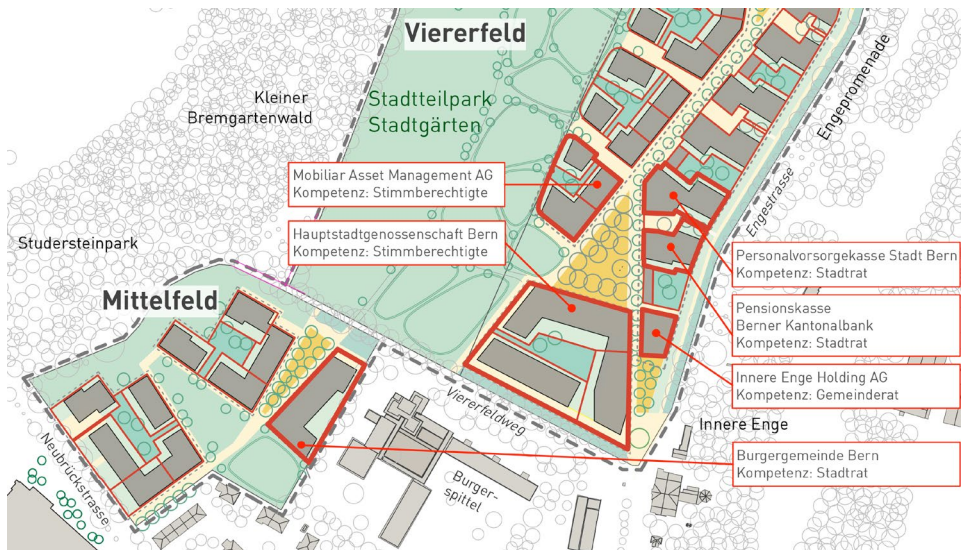 Viererfeld
Kleiner
Bremgartenwald
Stadtteilpark
Stadtgärten
Engepromenade
Engestrasse
Mobiliar Asset Management AG
Kompetenz: Stimmberechtigte
Hauptstadtgenossenschaft Bern
Kompetenz: Stimmberechtigte
Studersteinpark
Mittelfeld
Personalvorsorgekasse Stadt Bern
Kompetenz: Stadtrat
Pensionskasse
Berner Kantonalbank
Kompetenz: Stadtrat
Innere Enge Holding AG
Kompetenz: Gemeinderat
Viererfeldweg
Innere Enge
Burgergemeinde Bern
Kompetenz: Stadtrat
Neubrückstrasse
Burger-
spittel